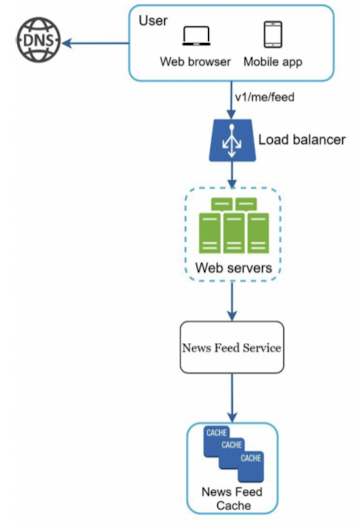 User
DNS
Web browser
Mobile app
v1/me/feed
Load balancer
Web servers
News Feed Service
CACHE
CACHE
CACHE
News Feed
Cache